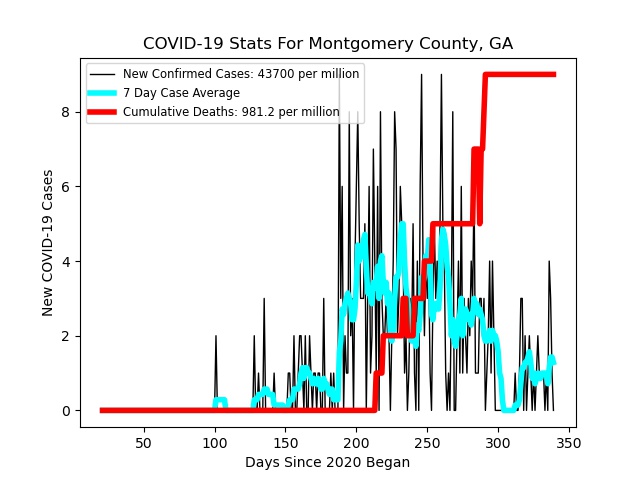 COVID-19 Stats For Montgomery County, GA
New Confirmed Cases: 43700 per million
7 Day Case Average
Cumulative Deaths: 981.2 per million
New COVID-19 Cases
8
6
4
2
0
50 100 150 200 250 300 350
Days Since 2020 Began